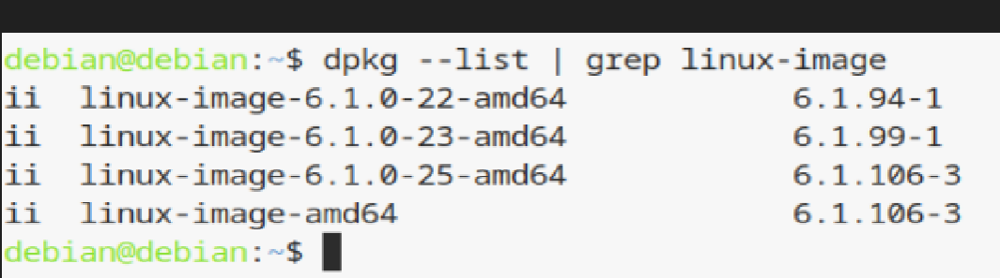 debian@debian:~$ dpkg --list | grep linux-image
ii  linux-image-6.1.0-22-amd64            6.1.94-1
ii  linux-image-6.1.0-23-amd64            6.1.99-1
ii  linux-image-6.1.0-25-amd64            6.1.106-3
ii  linux-image-amd64                     6.1.106-3
debian@debian:~$